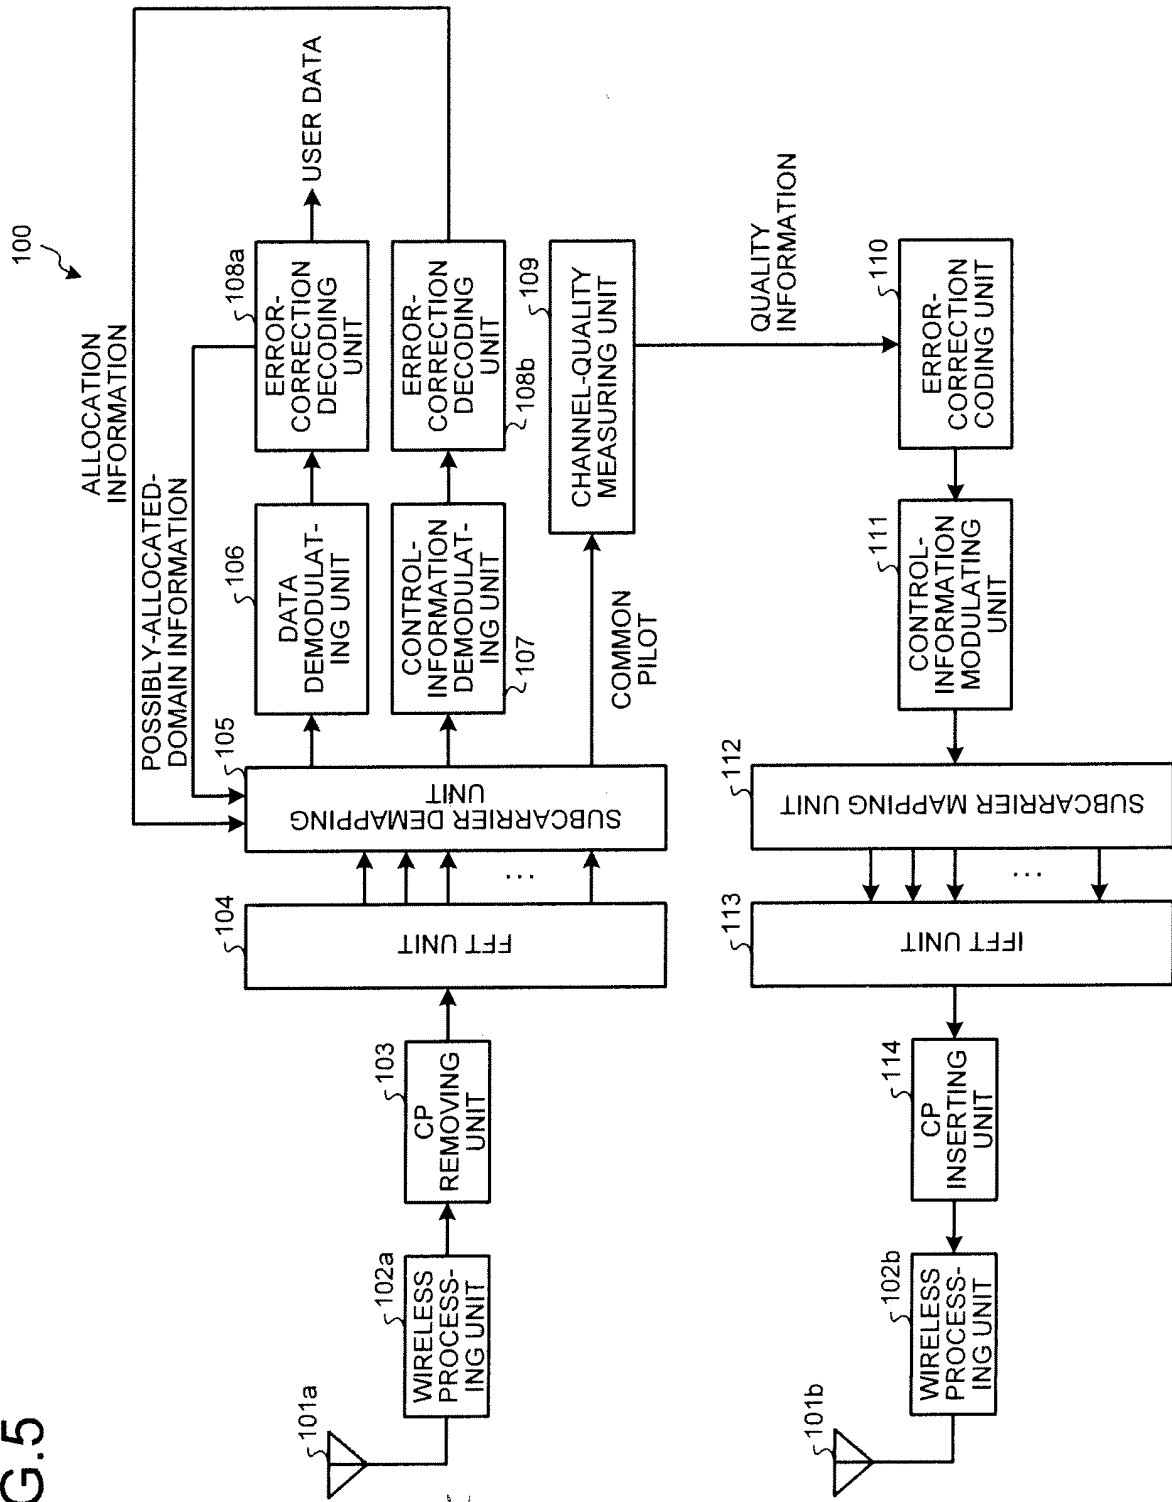 G.5
100
ALLOCATION
INFORMATION
POSSIBLY-ALLOCATED-
DOMAIN INFORMATION
101a
102a
WIRELESS
PROCESS-
ING UNIT
103
CP
REMOVING
UNIT
104
FFT UNIT
105
SUBCARRIER DEMAPPING
UNIT
...
106
DATA
DEMODULAT-
ING UNIT
108a
ERROR-
CORRECTION
DECODING
UNIT
USER DATA
CONTROL-
INFORMATION
DEMODULAT-
ING UNIT
107
ERROR-
CORRECTION
DECODING
UNIT
108b
COMMON
PILOT
109
CHANNEL-QUALITY
MEASURING UNIT
QUALITY
INFORMATION
101b
102b
WIRELESS
PROCESS-
ING UNIT
114
CP
INSERTING
UNIT
113
IFFT UNIT
...
112
SUBCARRIER MAPPING UNIT
111
CONTROL-
INFORMATION
MODULATING
UNIT
110
ERROR-
CORRECTION
CODING UNIT